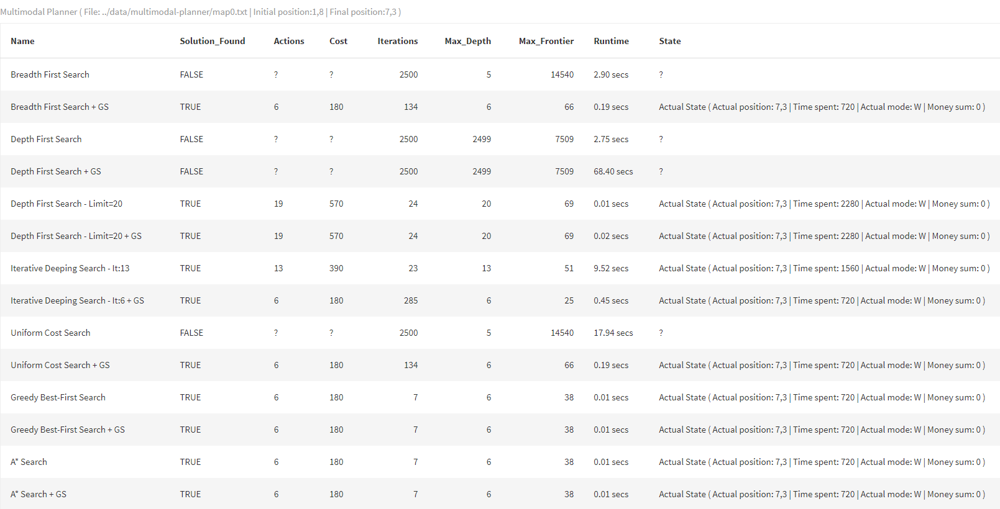 Multimodal Planner ( File: ../data/multimodal-planner/map0.txt | Initial position:1,8 | Final position:7,3 )
Name Solution_Found Actions Cost Iterations Max_Depth Max_Frontier Runtime State
Breadth First Search FALSE ? ? 2500 5 14540 2.90 secs ?
Breadth First Search + GS TRUE 6 180 134 6 66 0.19 secs Actual State ( Actual position: 7,3 | Time spent: 720 | Actual mode: W | Money sum: 0 )
Depth First Search FALSE ? ? 2500 2499 7509 2.75 secs ?
Depth First Search + GS FALSE ? ? 2500 2499 7509 68.40 secs ?
Depth First Search - Limit=20 TRUE 19 570 24 20 69 0.01 secs Actual State ( Actual position: 7,3 | Time spent: 2280 | Actual mode: W | Money sum: 0 )
Depth First Search - Limit=20 + GS TRUE 19 570 24 20 69 0.02 secs Actual State ( Actual position: 7,3 | Time spent: 2280 | Actual mode: W | Money sum: 0 )
Iterative Deeping Search - It:13 TRUE 13 390 23 13 51 9.52 secs Actual State ( Actual position: 7,3 | Time spent: 1560 | Actual mode: W | Money sum: 0 )
Iterative Deeping Search - It:6 + GS TRUE 6 180 285 6 25 0.45 secs Actual State ( Actual position: 7,3 | Time spent: 720 | Actual mode: W | Money sum: 0 )
Uniform Cost Search FALSE ? ? 2500 5 14540 17.94 secs ?
Uniform Cost Search + GS TRUE 6 180 134 6 66 0.19 secs Actual State ( Actual position: 7,3 | Time spent: 720 | Actual mode: W | Money sum: 0 )
Greedy Best-First Search TRUE 6 180 7 6 38 0.01 secs Actual State ( Actual position: 7,3 | Time spent: 720 | Actual mode: W | Money sum: 0 )
Greedy Best-First Search + GS TRUE 6 180 7 6 38 0.01 secs Actual State ( Actual position: 7,3 | Time spent: 720 | Actual mode: W | Money sum: 0 )
A* Search TRUE 6 180 7 6 38 0.01 secs Actual State ( Actual position: 7,3 | Time spent: 720 | Actual mode: W | Money sum: 0 )
A* Search + GS TRUE 6 180 7 6 38 0.01 secs Actual State ( Actual position: 7,3 | Time spent: 720 | Actual mode: W | Money sum: 0 )